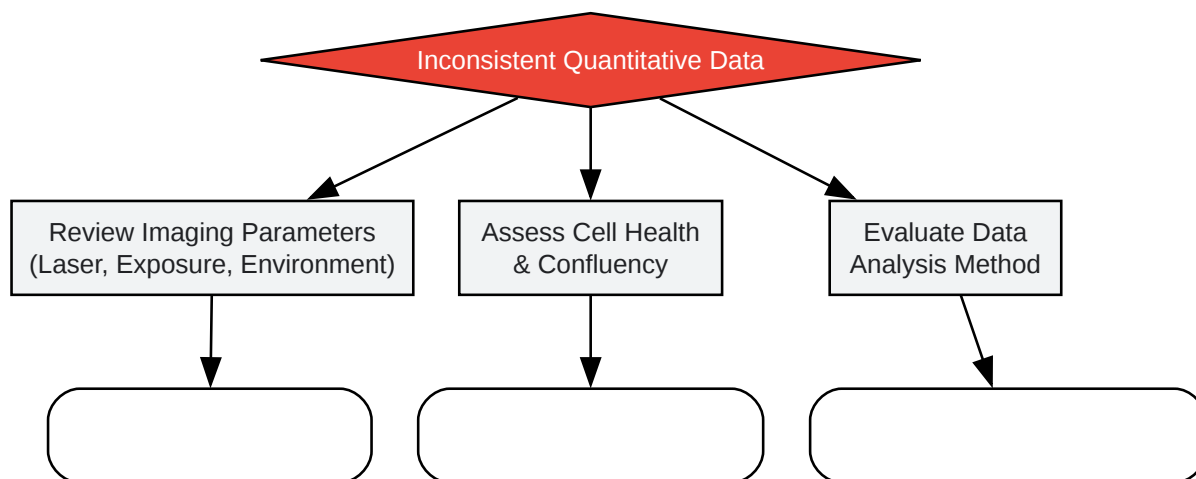 Inconsistent Quantitative Data
Review Imaging Parameters
(Laser, Exposure, Environment)
Assess Cell Health
& Confluency
Evaluate Data
Analysis Method